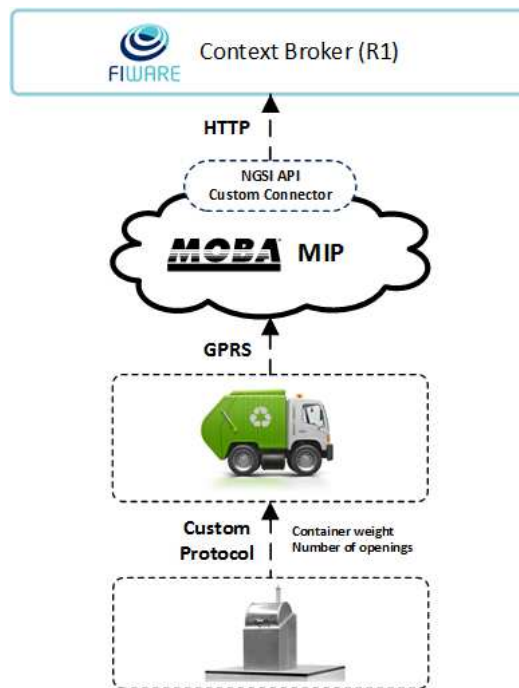 FIWARE
Context Broker (R1)
HTTP
NGSI API
Custom Connector
MOBA MIP
GPRS
Custom
Protocol
Container weight
Number of openings